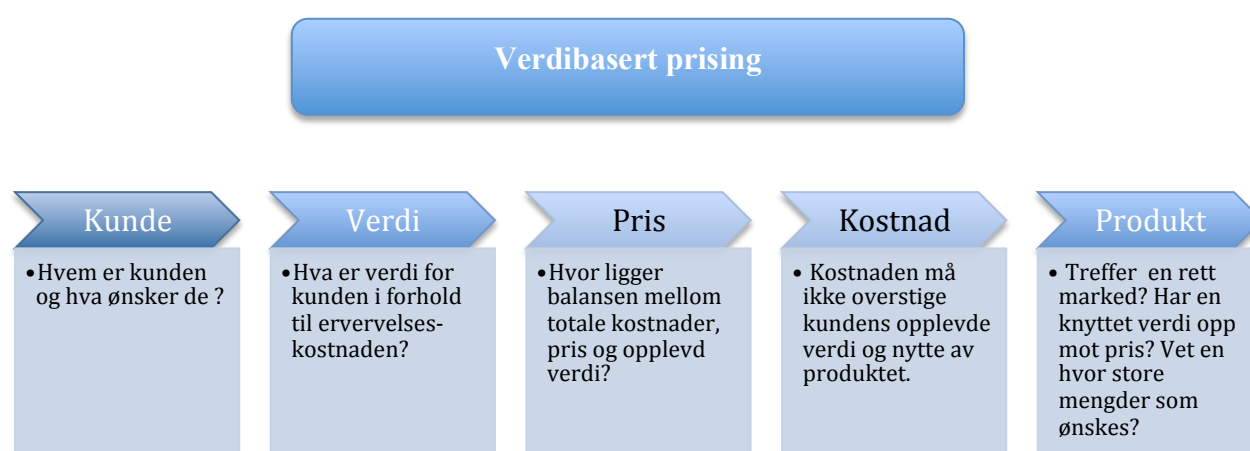 Verdibasert prising
Kunde
•Hvem er kunden
og hva ønsker de ?
Verdi
•Hva er verdi for
kunden i forhold
til ervervelses-
kostnaden?
Pris
•Hvor ligger
balansen mellom
totale kostnader,
pris og opplevd
verdi?
Kostnad
• Kostnaden må
ikke overstige
kundens opplevde
verdi og nytte av
produktet.
Produkt
• Treffer en rett
marked? Har en
knyttet verdi opp
mot pris? Vet en
hvor store
mengder som
ønskes?